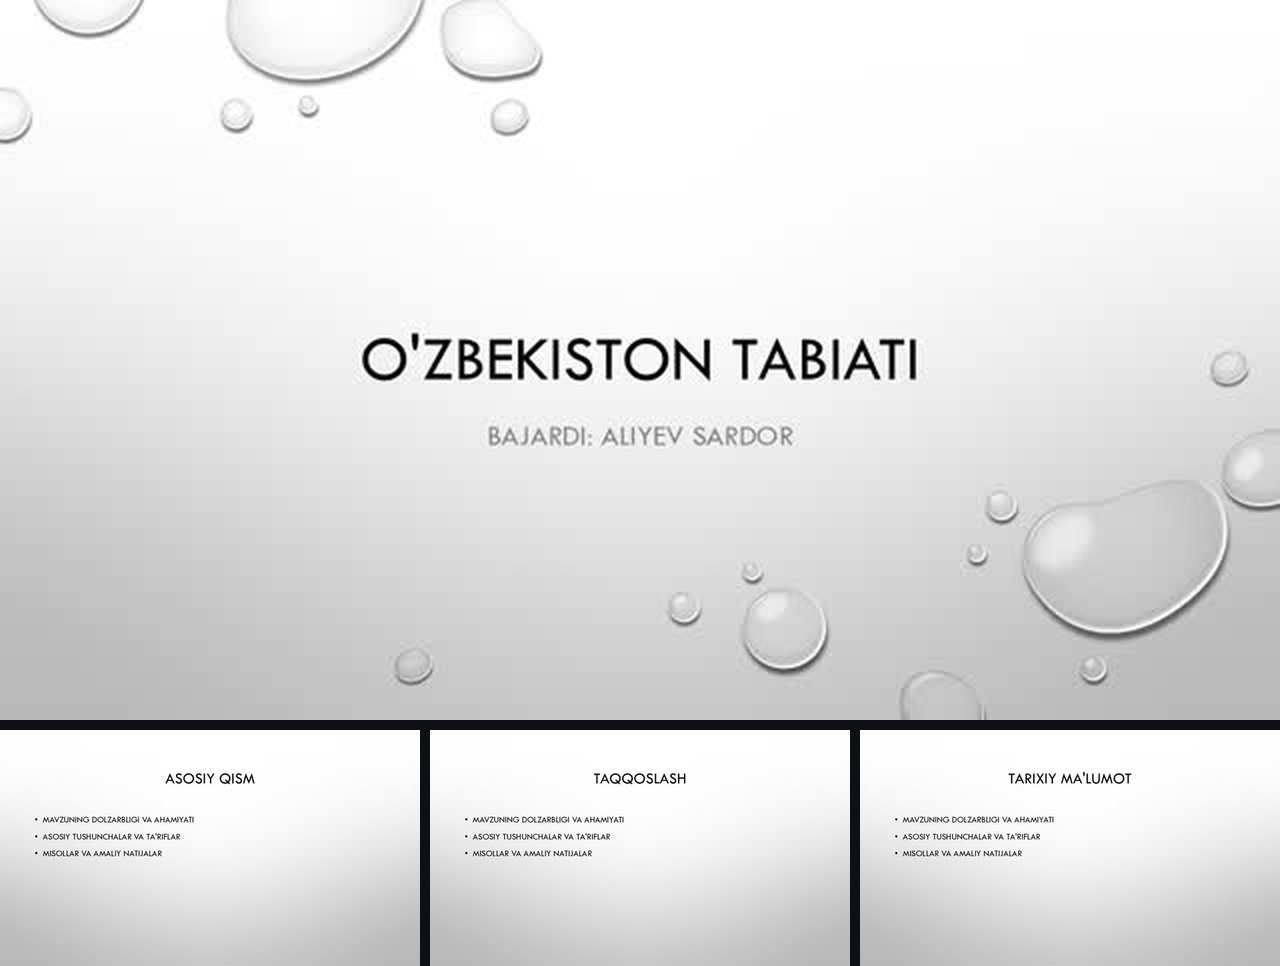 O'ZBEKISTON TABIATI
BAJARDI: ALIYEV SARDOR
ASOSIY QISM
• MAVZUNING DOLZARBLIGI VA AHAMIYATI
• ASOSIY TUSHUNCHALAR VA TA'RIFLAR
• MISOLLAR VA AMALIY NATIJALAR
TAQQOSLASH
• MAVZUNING DOLZARBLIGI VA AHAMIYATI
• ASOSIY TUSHUNCHALAR VA TA'RIFLAR
• MISOLLAR VA AMALIY NATIJALAR
TARIXIY MA'LUMOT
• MAVZUNING DOLZARBLIGI VA AHAMIYATI
• ASOSIY TUSHUNCHALAR VA TA'RIFLAR
• MISOLLAR VA AMALIY NATIJALAR